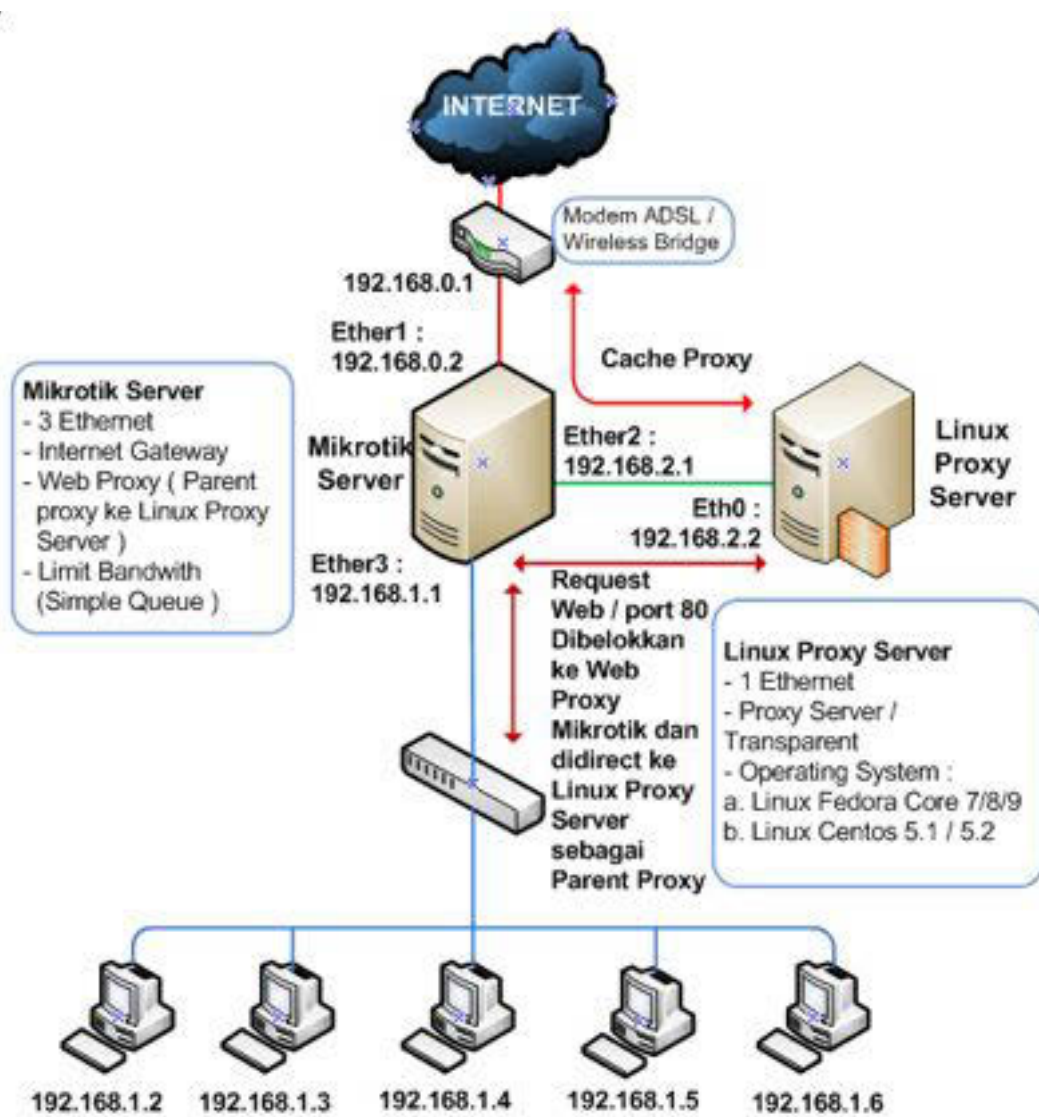 INTERNET
Modem ADSL /
Wireless Bridge
192.168.0.1
Ether1 :
192.168.0.2
Cache Proxy
Mikrotik Server
- 3 Ethernet
- Internet Gateway
- Web Proxy ( Parent
proxy ke Linux Proxy
Server )
- Limit Bandwith
(Simple Queue )
Mikrotik
Server
Ether2 :
192.168.2.1
Linux
Proxy
Server
Eth0 :
192.168.2.2
Ether3 :
192.168.1.1
Request
Web / port 80
Dibelokkan
ke Web
Proxy
Mikrotik dan
didirect ke
Linux Proxy
Server
sebagai
Parent Proxy
Linux Proxy Server
- 1 Ethernet
- Proxy Server /
Transparent
- Operating System :
a. Linux Fedora Core 7/8/9
b. Linux Centos 5.1 / 5.2
192.168.1.2
192.168.1.3
192.168.1.4
192.168.1.5
192.168.1.6